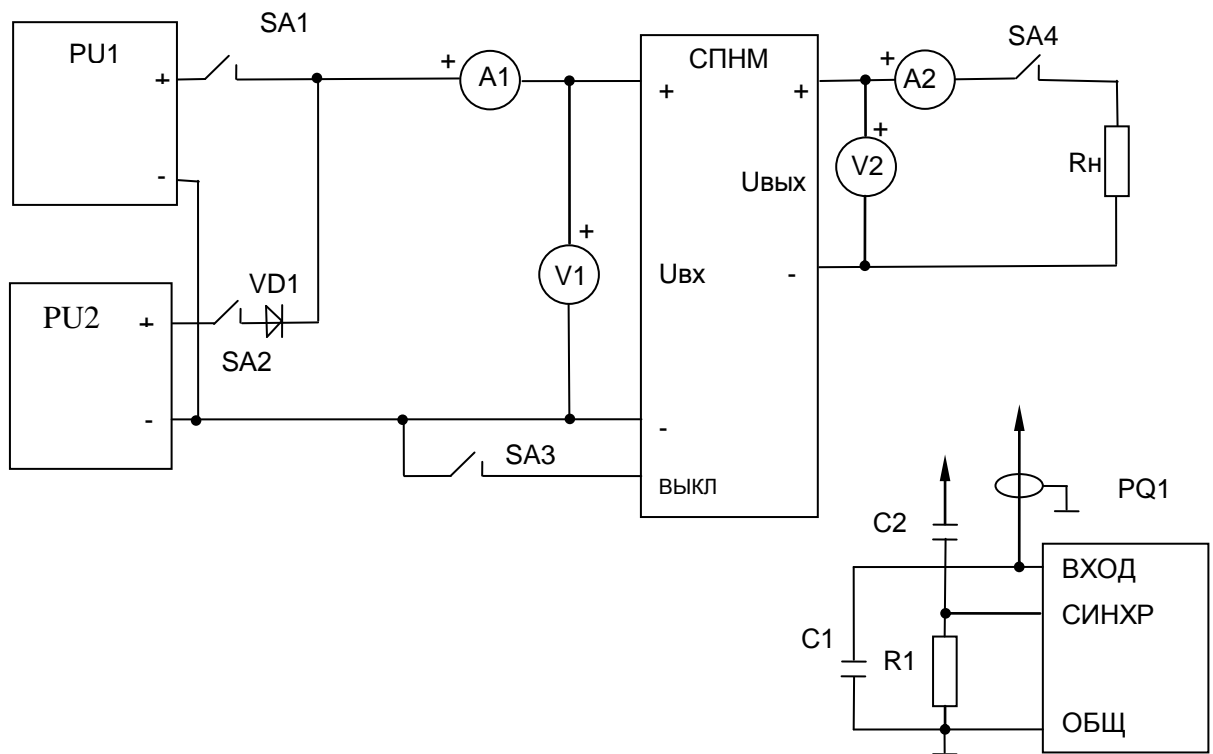 PU1
+
-
SA1
+
A1
СПНМ
+
+
Uвых
Uвх
-
-
ВЫКЛ
+
A2
SA4
+
V2
Rн
+
V1
PU2
+
-
VD1
SA2
SA3
PQ1
C2
ВХОД
СИНХР
C1
R1
ОБЩ